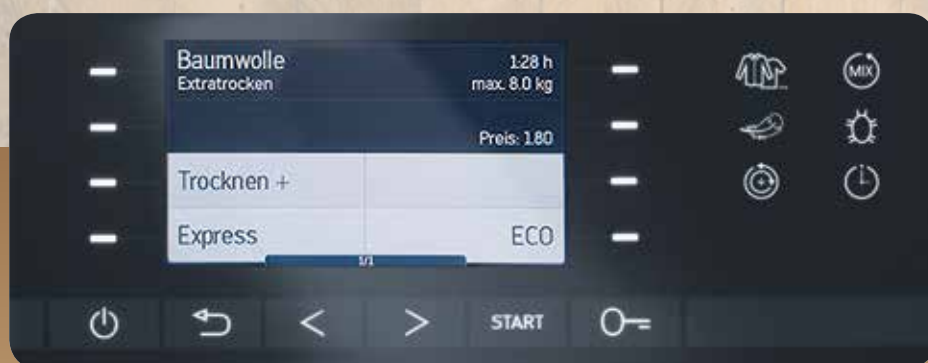 Baumwolle 1:28 h
Extratrocken max. 8.0 kg
Preis: 1.80
Trocknen +
Express ECO
1/1
START
MIX